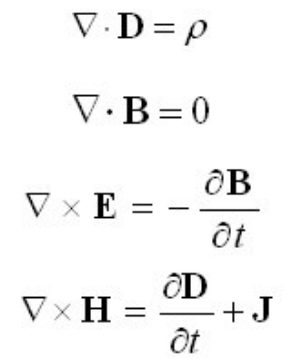 ∇ · D = ρ
∇ · B = 0
∇ × E = − ∂B/∂t
∇ × H = ∂D/∂t + J